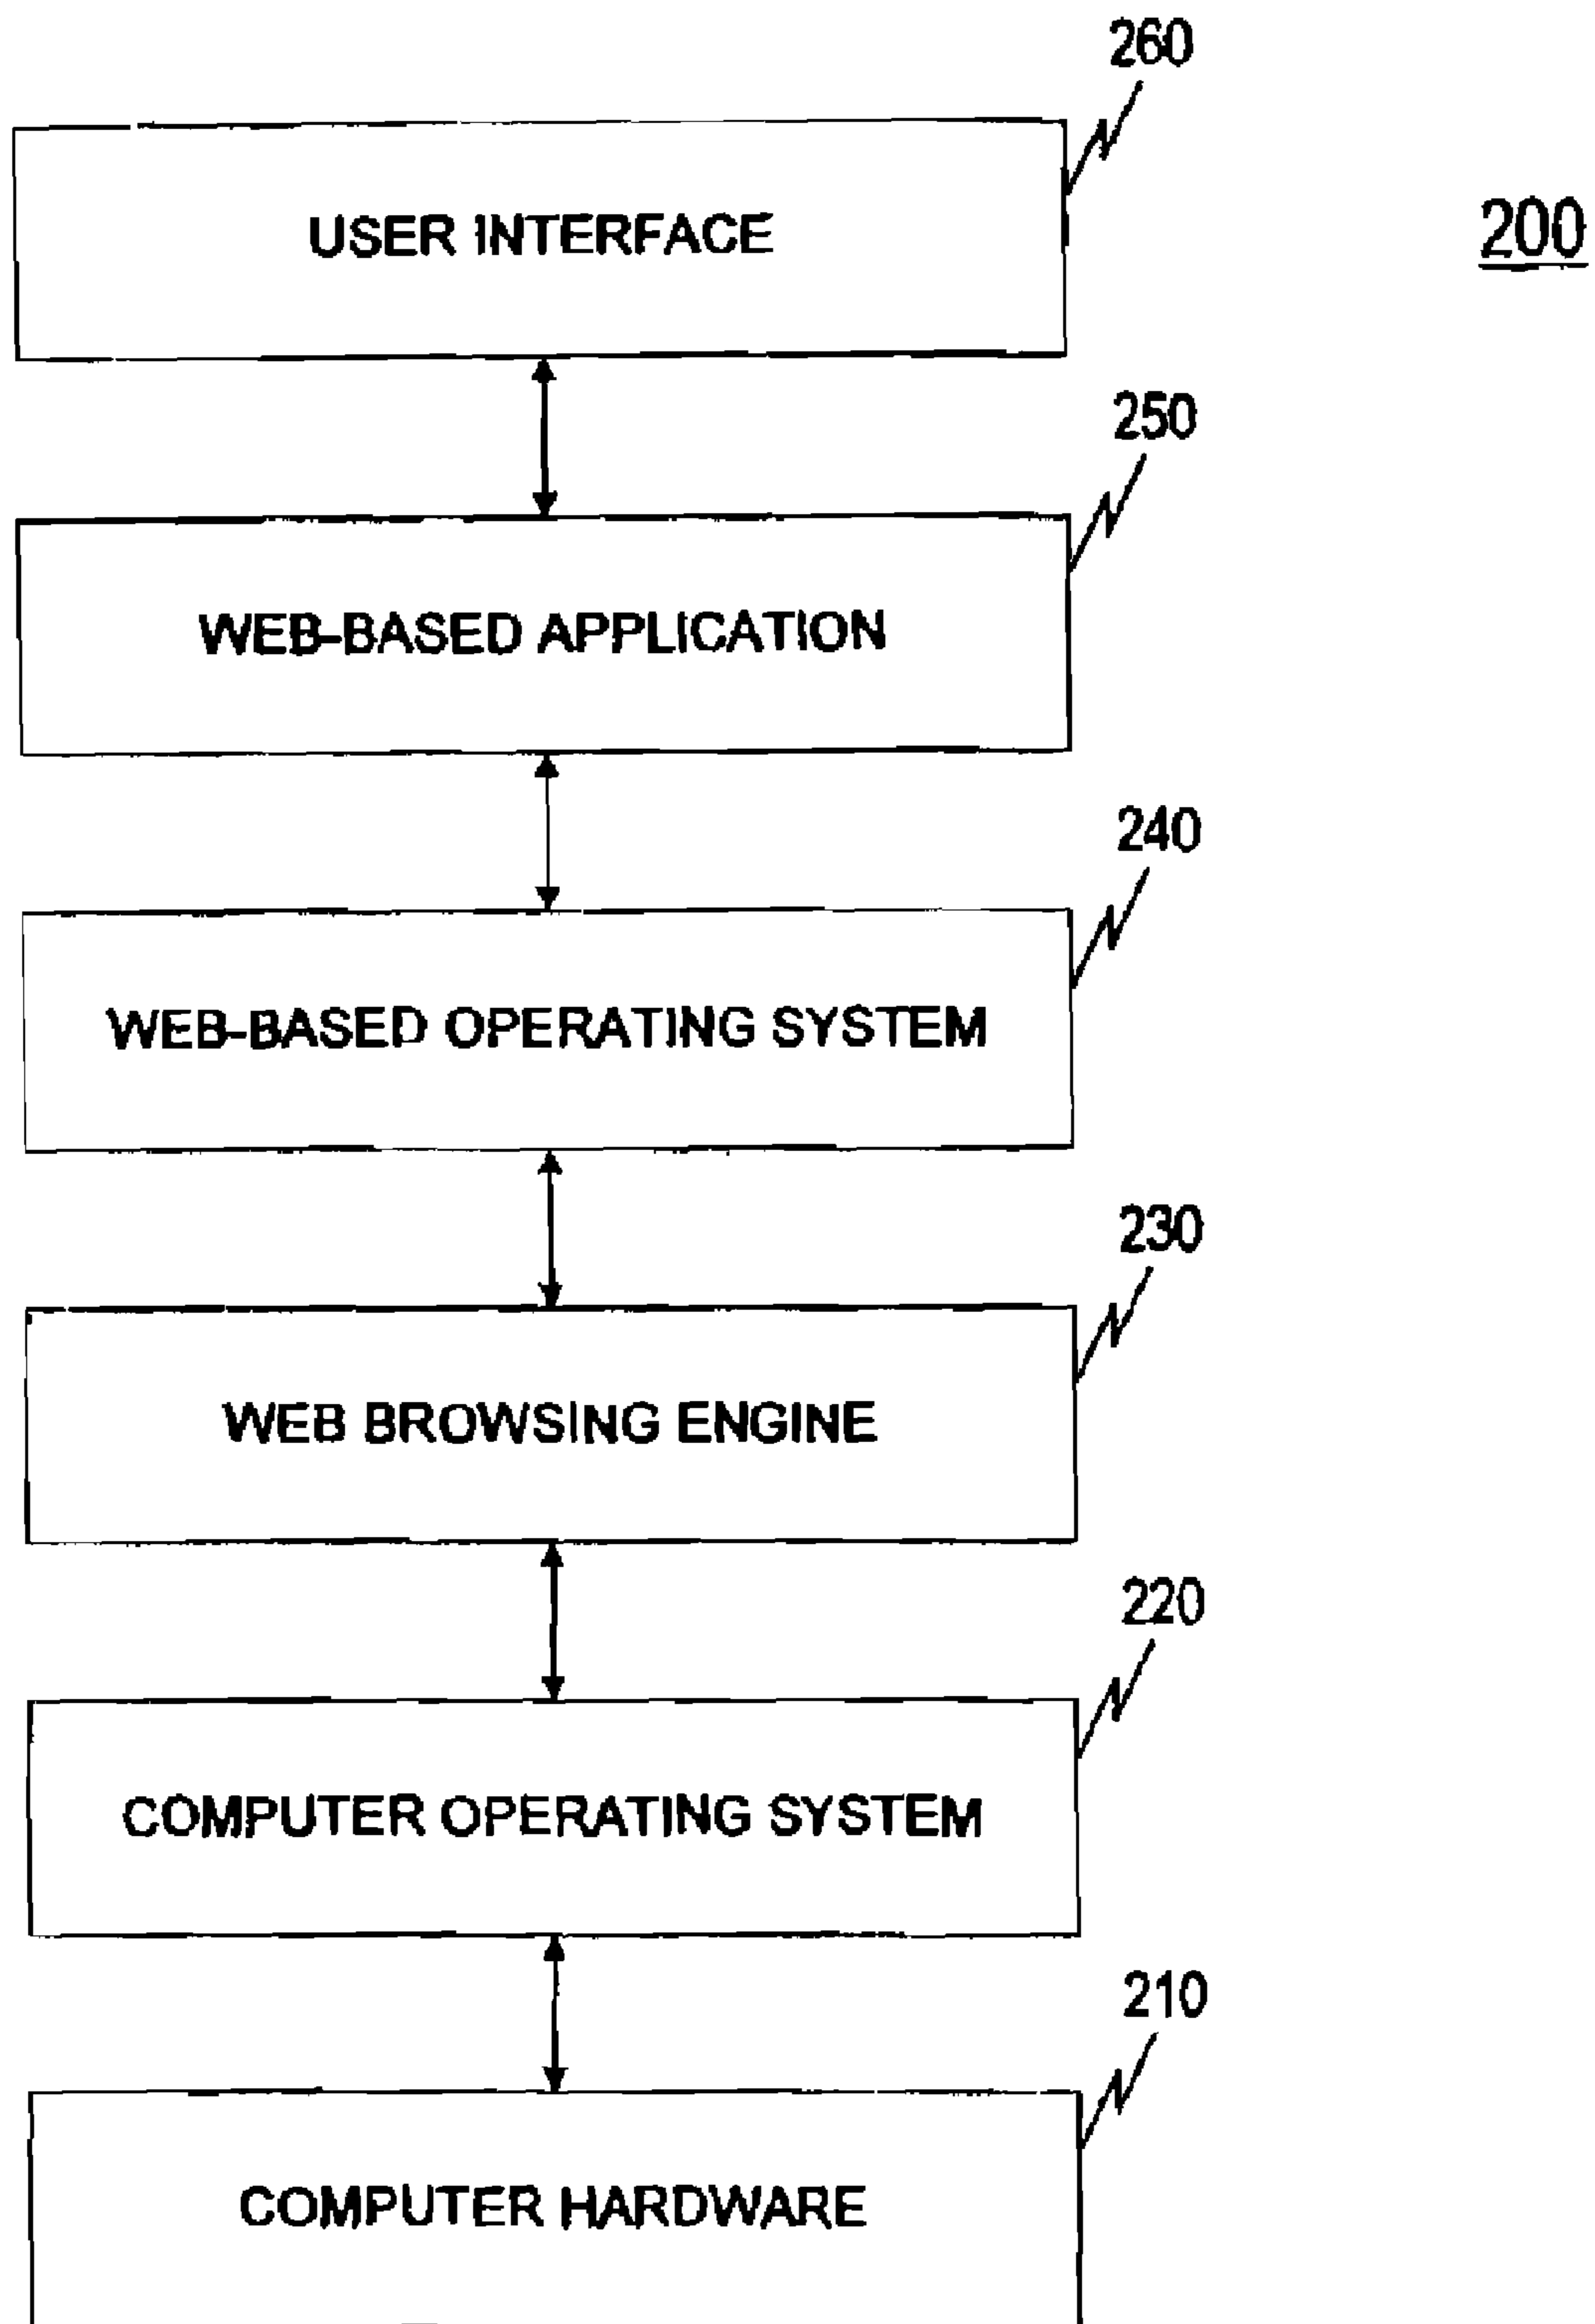 260
USER INTERFACE
200
250
WEB-BASED APPLICATION
240
WEB-BASED OPERATING SYSTEM
230
WEB BROWSING ENGINE
220
COMPUTER OPERATING SYSTEM
210
COMPUTER HARDWARE